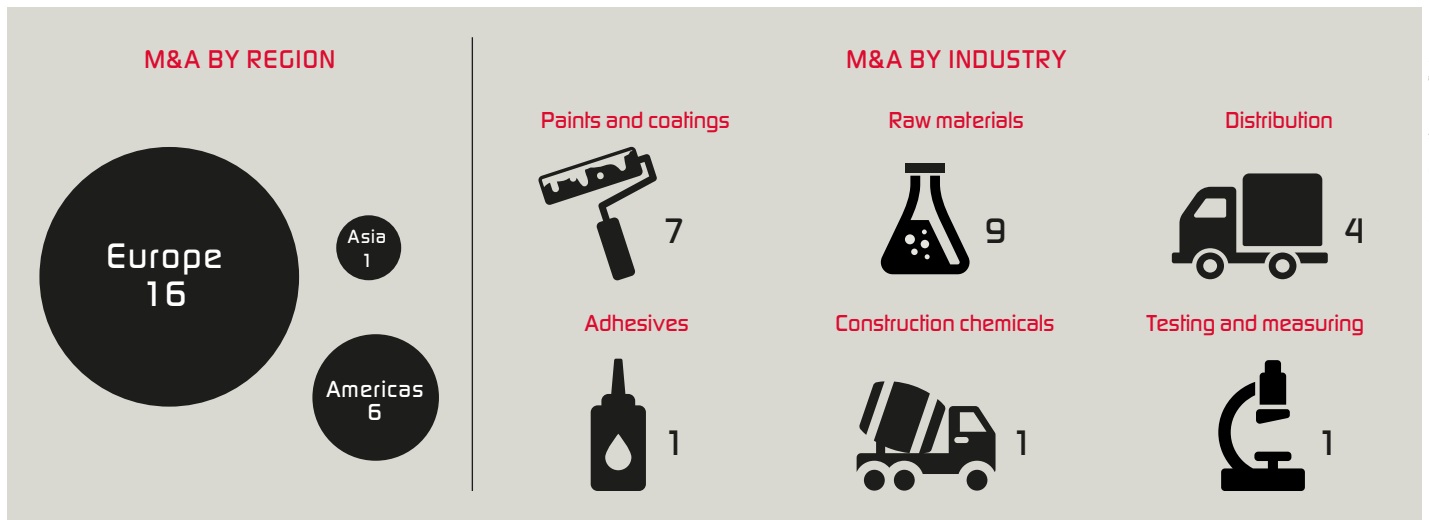 M&A BY REGION
Europe
16
Asia
1
Americas
6
M&A BY INDUSTRY
Paints and coatings
7
Raw materials
9
Distribution
4
Adhesives
1
Construction chemicals
1
Testing and measuring
1